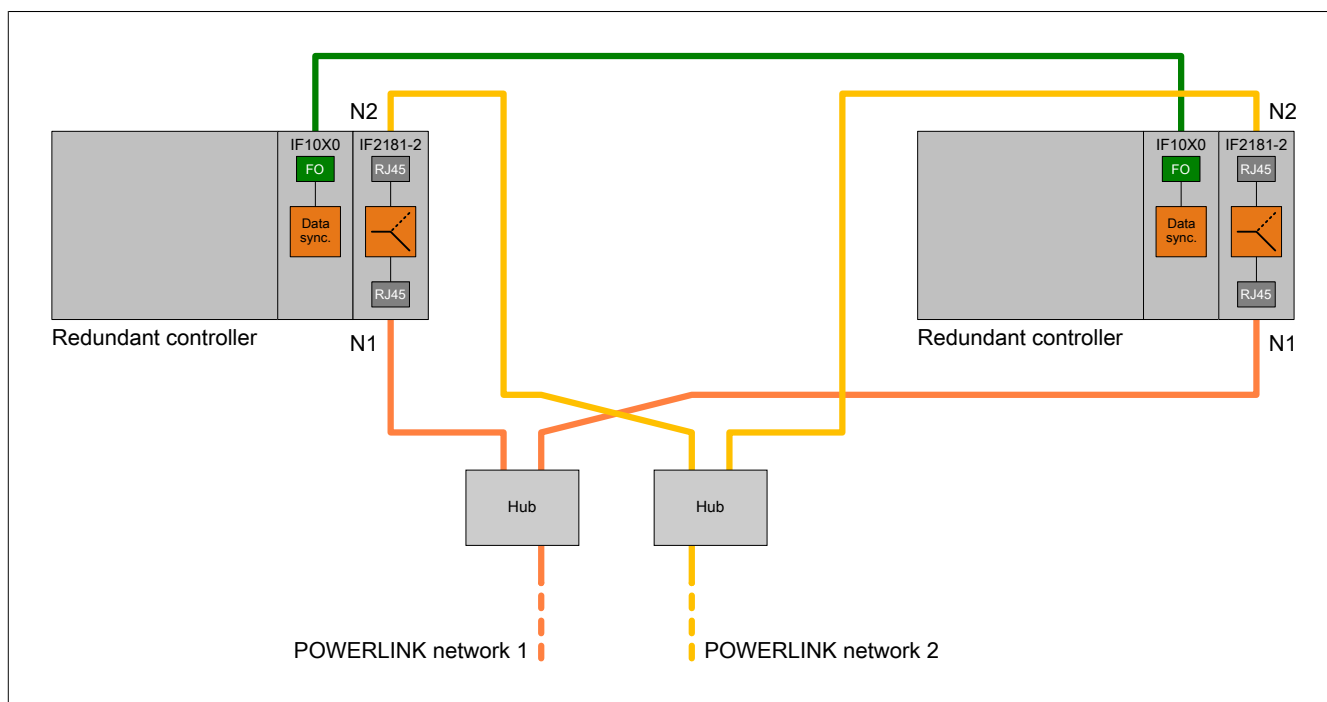 N2
N2
IF10X0 IF2181-2
IF10X0 IF2181-2
FO RJ45
FO RJ45
Data
sync.
Data
sync.
RJ45
RJ45
Redundant controller
N1
Redundant controller
N1
Hub
Hub
POWERLINK network 1
POWERLINK network 2